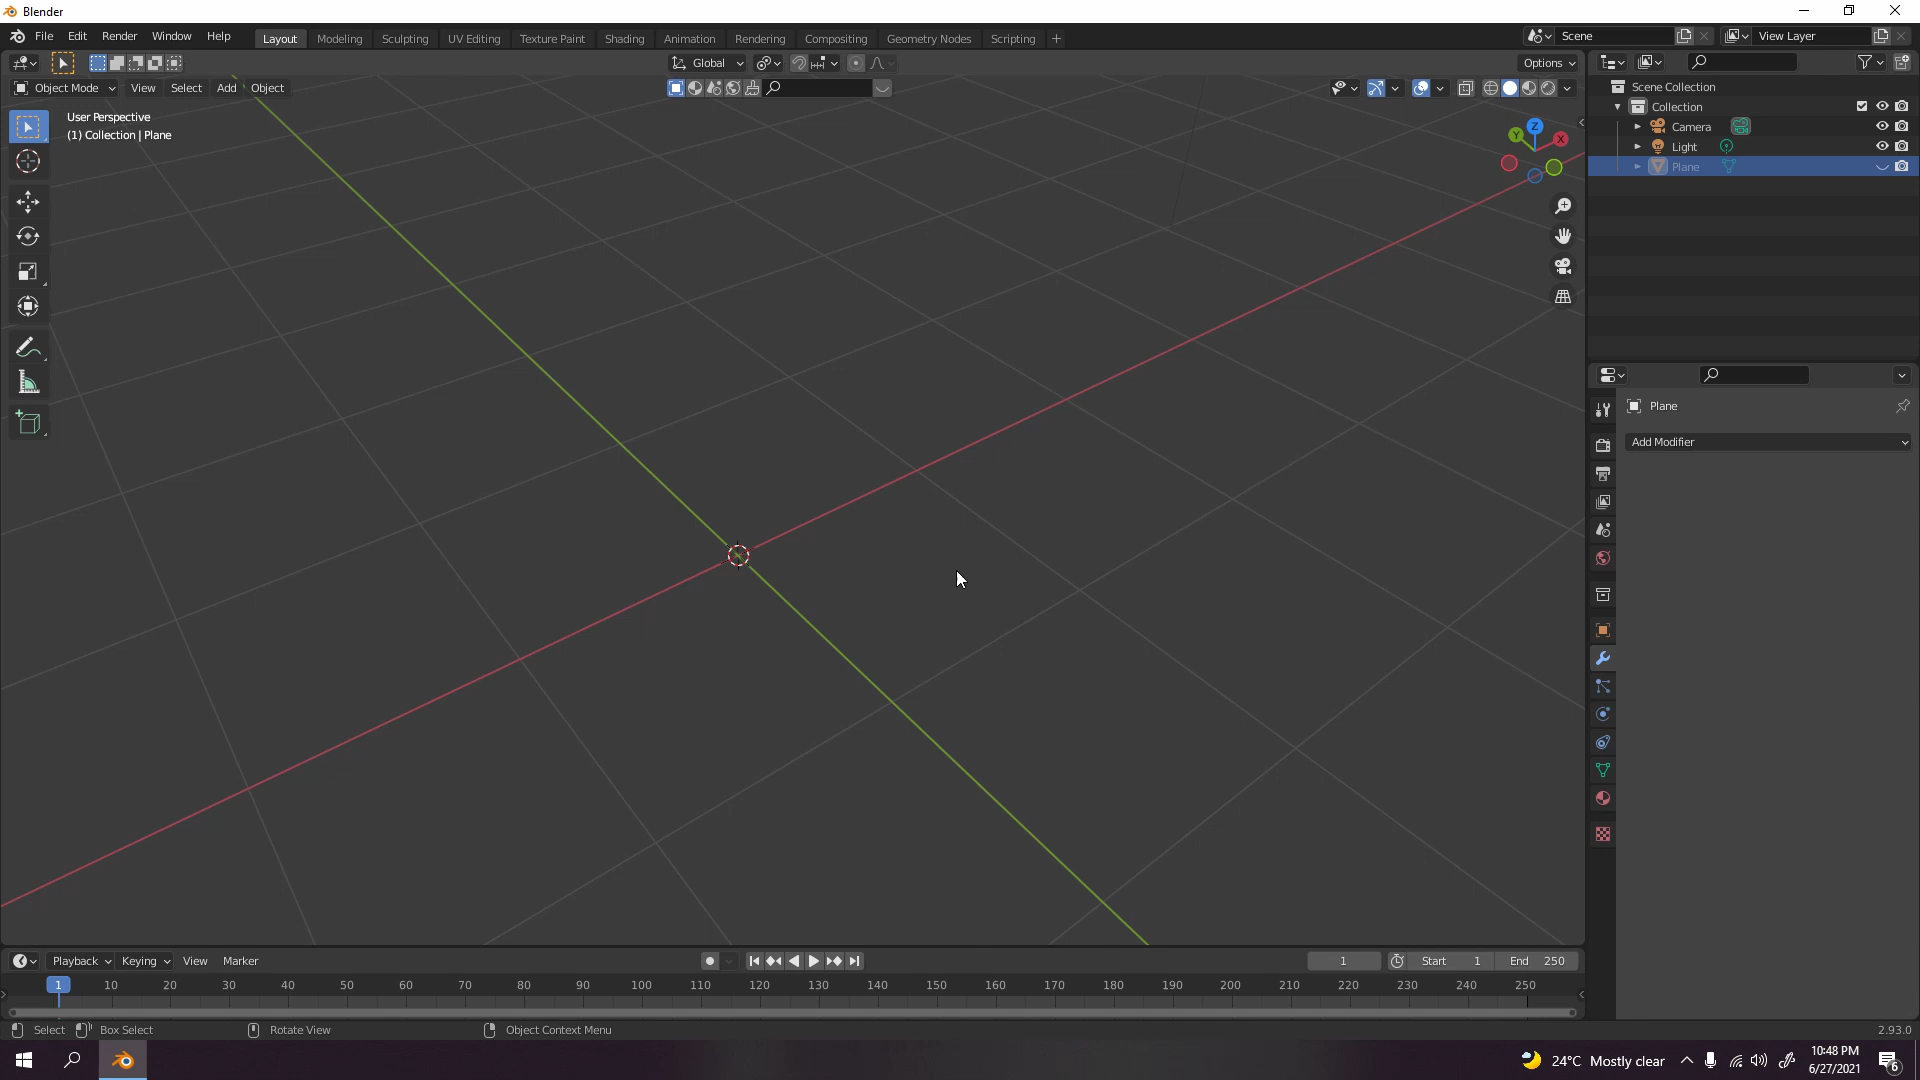 Blender
File Edit Render Window Help Layout Modeling Sculpting UV Editing Texture Paint Shading Animation Rendering Compositing Geometry Nodes Scripting + Scene View Layer
Global Options
Object Mode View Select Add Object
User Perspective
(1) Collection | Plane
Z
Y
X
Scene Collection
Collection
Camera
Light
Plane
Plane
Add Modifier
Playback Keying View Marker 1 Start 1 End 250
1 10 20 30 40 50 60 70 80 90 100 110 120 130 140 150 160 170 180 190 200 210 220 230 240 250
Select Box Select Rotate View Object Context Menu 2.93.0
24°C Mostly clear
10:48 PM
6/27/2021
6